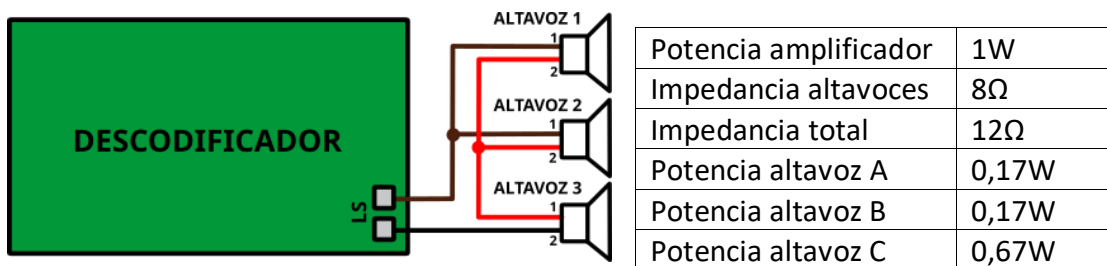 DESCODIFICADOR
LS
ALTAVOZ 1
1
2
ALTAVOZ 2
1
2
ALTAVOZ 3
1
2
Potencia amplificador 1W
Impedancia altavoces 8Ω
Impedancia total 12Ω
Potencia altavoz A 0,17W
Potencia altavoz B 0,17W
Potencia altavoz C 0,67W